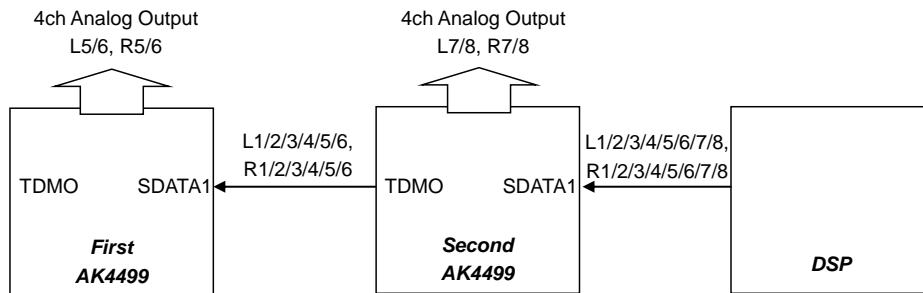 4ch Analog Output
L5/6, R5/6
4ch Analog Output
L7/8, R7/8
L1/2/3/4/5/6,
R1/2/3/4/5/6
L1/2/3/4/5/6/7/8,
R1/2/3/4/5/6/7/8
TDMO
SDATA1
TDMO
SDATA1
First
AK4499
Second
AK4499
DSP